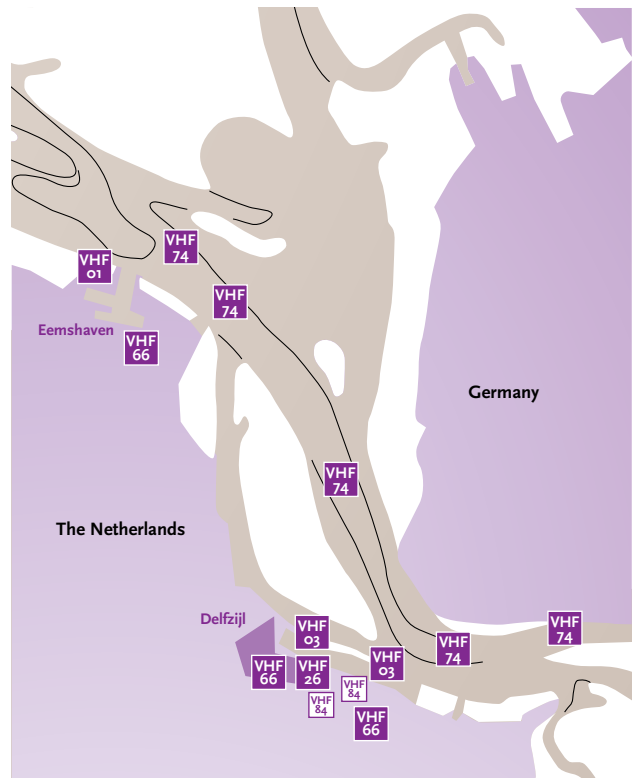 VHF
74
VHF
01
VHF
74
Eemshaven
VHF
66
Germany
VHF
74
The Netherlands
Delfzijl
VHF
03
VHF
74
VHF
74
VHF
03
VHF
66
VHF
26
VHF
84
VHF
84
VHF
66